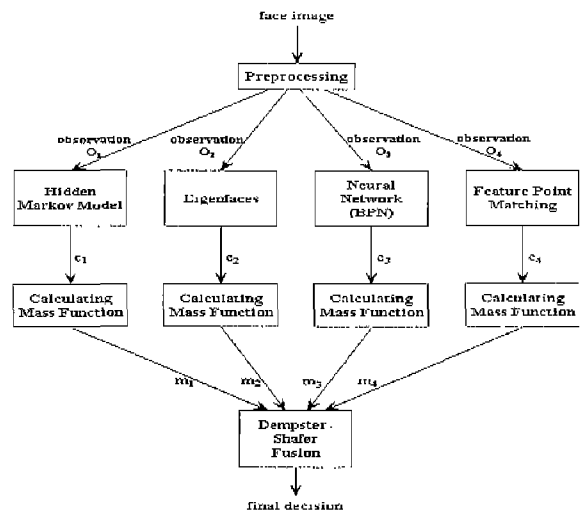 face image
Preprocessing
observation O₁
observation O₂
observation O₃
observation O₄
Hidden
Markov Model
Eigenfaces
Neural
Network
(BPN)
Feature Point
Matching
c₁
c₂
c₃
c₃
Calculating
Mass Function
Calculating
Mass Function
Calculating
Mass Function
Calculating
Mass Function
m₁
m₂
m₃
m₄
Dempster -
Shafer
Fusion
final decision